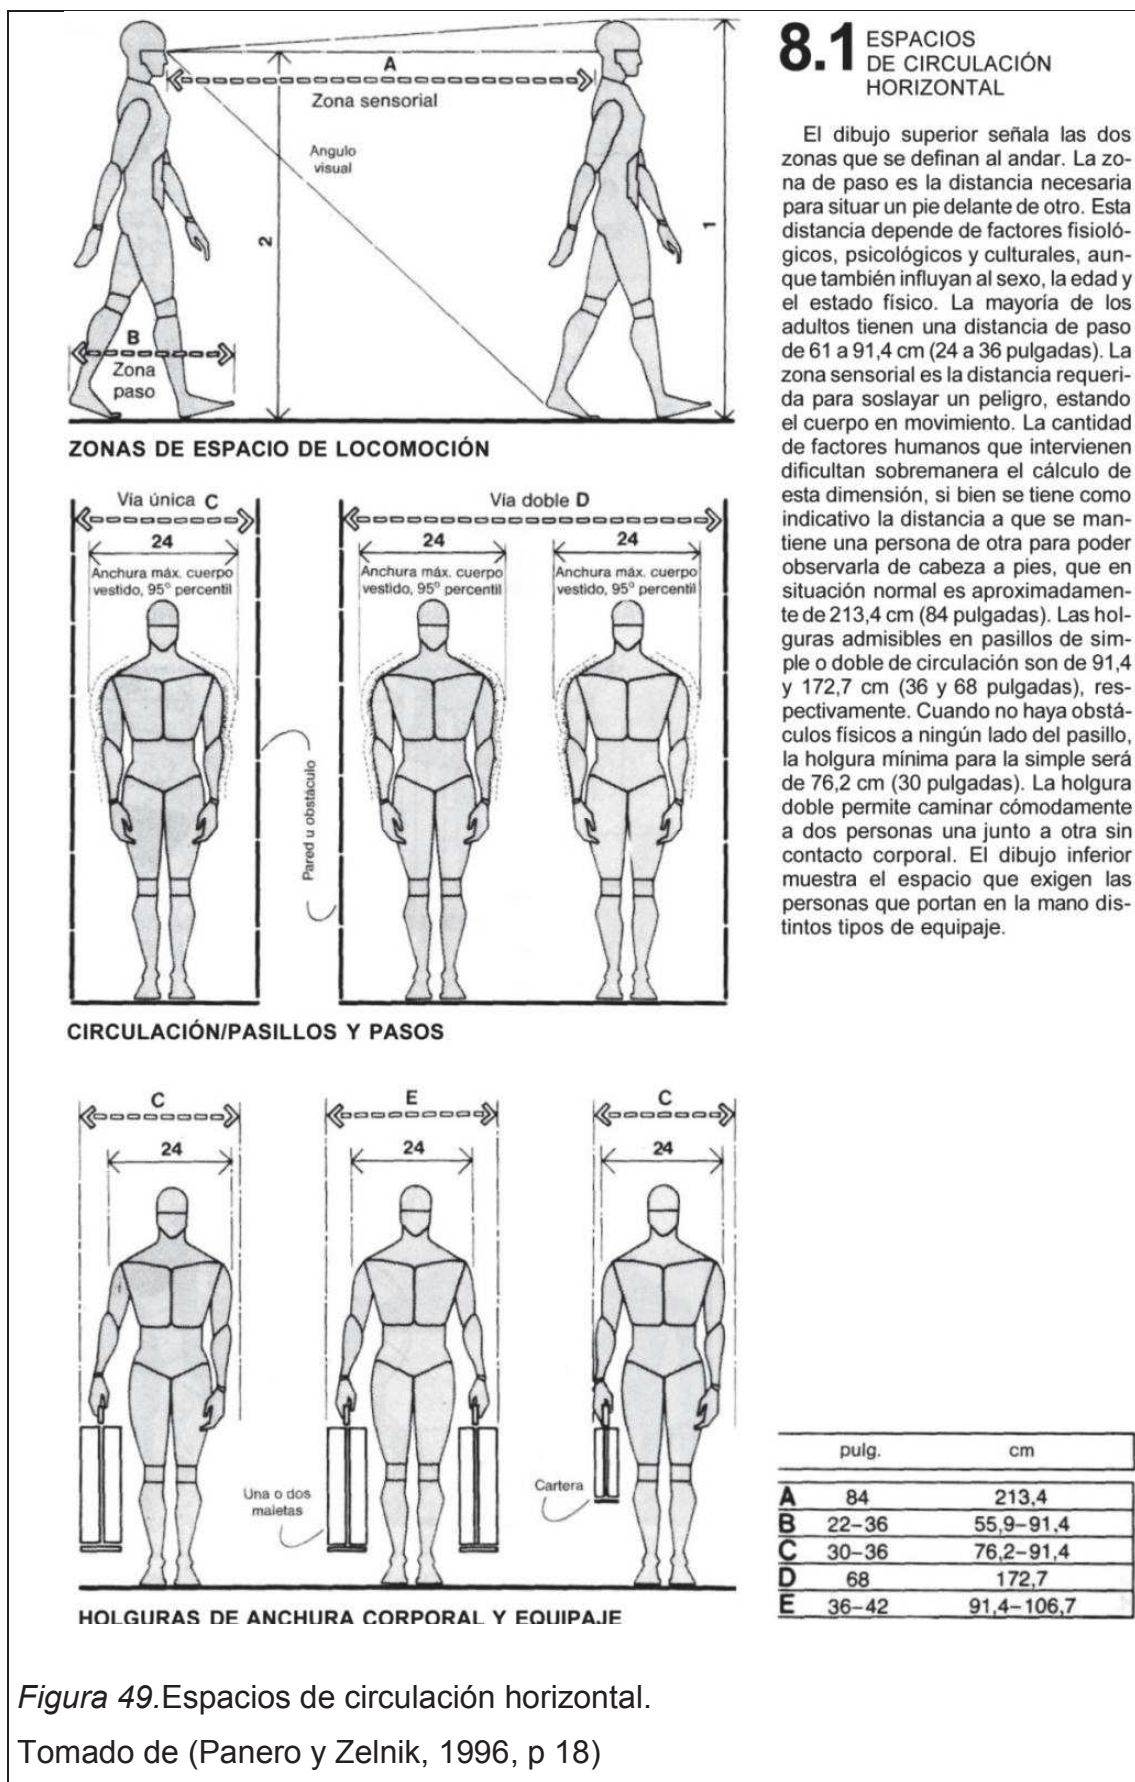 A
Zona sensorial
Angulo
visual
2
1
B
Zona
paso
ZONAS DE ESPACIO DE LOCOMOCIÓN
Vía única C
Vía doble D
24
24
24
Anchura máx. cuerpo
vestido, 95° percentil
Anchura máx. cuerpo
vestido, 95° percentil
Anchura máx. cuerpo
vestido, 95° percentil
Pared u obstáculo
CIRCULACIÓN/PASILLOS Y PASOS
C
E
C
24
24
24
Una o dos
maletas
Cartera
HOLGURAS DE ANCHURA CORPORAL Y EQUIPAJE
8.1 ESPACIOS
DE CIRCULACIÓN
HORIZONTAL
El dibujo superior señala las dos
zonas que se definan al andar. La zo-
na de paso es la distancia necesaria
para situar un pie delante de otro. Esta
distancia depende de factores fisioló-
gicos, psicológicos y culturales, aun-
que también influyan al sexo, la edad y
el estado físico. La mayoría de los
adultos tienen una distancia de paso
de 61 a 91,4 cm (24 a 36 pulgadas). La
zona sensorial es la distancia requeri-
da para soslayar un peligro, estando
el cuerpo en movimiento. La cantidad
de factores humanos que intervienen
dificultan sobremanera el cálculo de
esta dimensión, si bien se tiene como
indicativo la distancia a que se man-
tiene una persona de otra para poder
observarla de cabeza a pies, que en
situación normal es aproximadamen-
te de 213,4 cm (84 pulgadas). Las hol-
guras admisibles en pasillos de sim-
ple o doble de circulación son de 91,4
y 172,7 cm (36 y 68 pulgadas), res-
pectivamente. Cuando no haya obstá-
culos físicos a ningún lado del pasillo,
la holgura mínima para la simple será
de 76,2 cm (30 pulgadas). La holgura
doble permite caminar cómodamente
a dos personas una junto a otra sin
contacto corporal. El dibujo inferior
muestra el espacio que exigen las
personas que portan en la mano dis-
tintos tipos de equipaje.
pulg. cm
A 84 213,4
B 22–36 55,9–91,4
C 30–36 76,2–91,4
D 68 172,7
E 36–42 91,4–106,7
Figura 49.Espacios de circulación horizontal.
Tomado de (Panero y Zelnik, 1996, p 18)